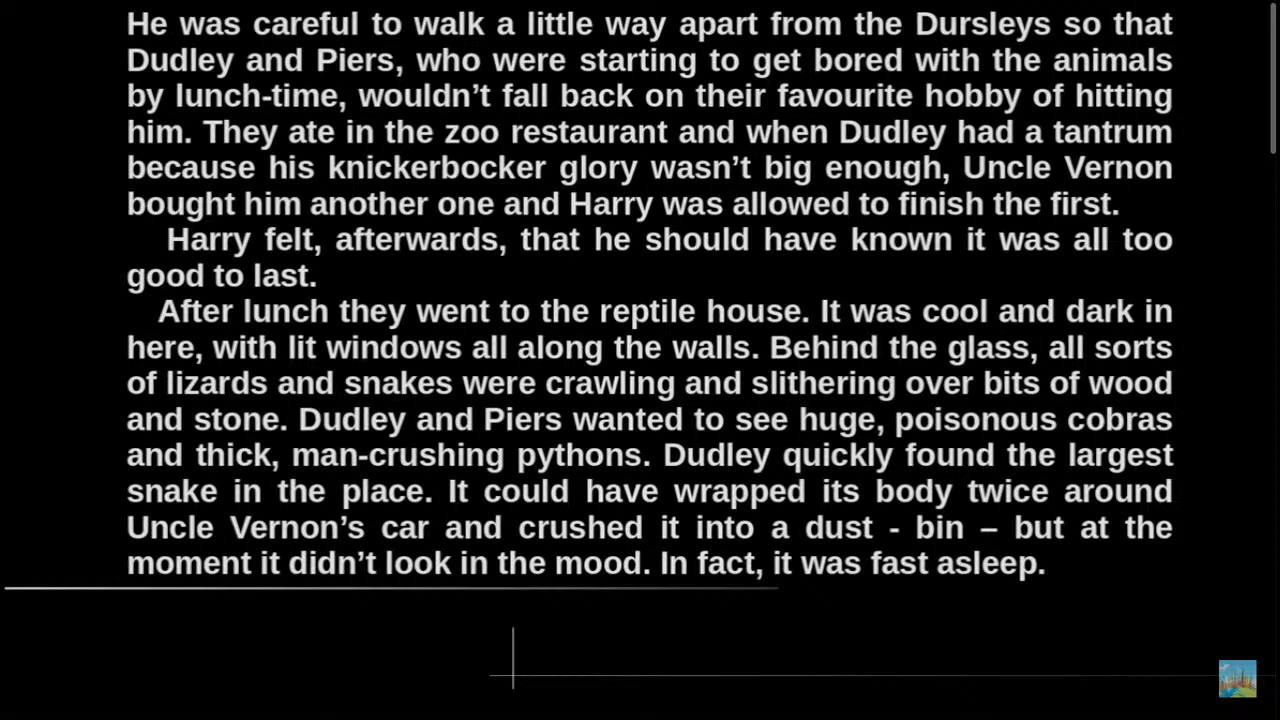 He was careful to walk a little way apart from the Dursleys so that
Dudley and Piers, who were starting to get bored with the animals
by lunch-time, wouldn’t fall back on their favourite hobby of hitting
him. They ate in the zoo restaurant and when Dudley had a tantrum
because his knickerbocker glory wasn’t big enough, Uncle Vernon
bought him another one and Harry was allowed to finish the first.
Harry felt, afterwards, that he should have known it was all too
good to last.
After lunch they went to the reptile house. It was cool and dark in
here, with lit windows all along the walls. Behind the glass, all sorts
of lizards and snakes were crawling and slithering over bits of wood
and stone. Dudley and Piers wanted to see huge, poisonous cobras
and thick, man-crushing pythons. Dudley quickly found the largest
snake in the place. It could have wrapped its body twice around
Uncle Vernon’s car and crushed it into a dust - bin – but at the
moment it didn’t look in the mood. In fact, it was fast asleep.